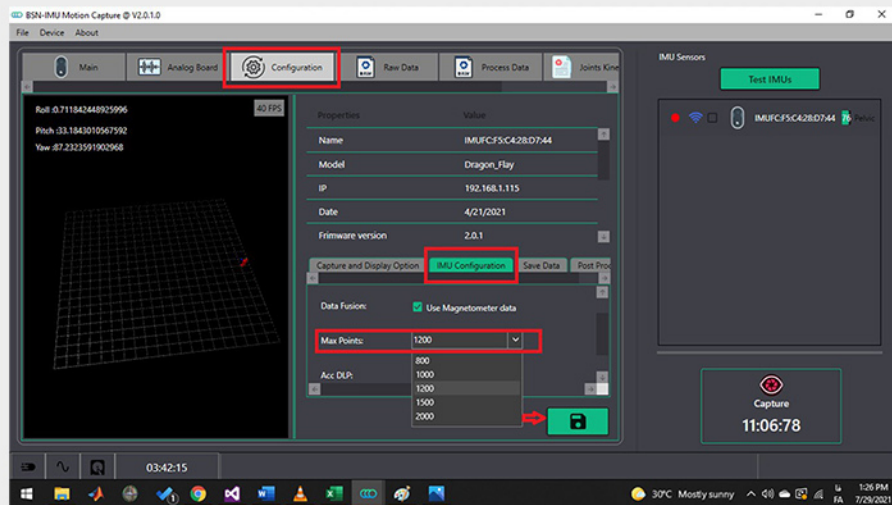 BSN-IMU Motion Capture @ V2.0.1.0
File Device About
Main
Analog Board
Configuration
Raw Data
Process Data
Joints Kine
IMU Sensors
Test IMUs
IMUFC:F5:C4:28:D7:44 76 Pelvic
Roll :0.711842448925996
40 FPS
Pitch :33.1843010567592
Yaw :87.2323591902968
Properties Value
Name IMUFC:F5:C4:28:D7:44
Model Dragon_Flay
IP 192.168.1.115
Date 4/21/2021
Frimware version 2.0.1
Capture and Display Option IMU Configuration Save Data Post Proc
Data Fusion: Use Magnetometer data
Max Points: 1200
800
1000
1200
1500
2000
Acc DLP:
Capture
11:06:78
03:42:15
30°C Mostly sunny
FA
1:26 PM
7/29/2021